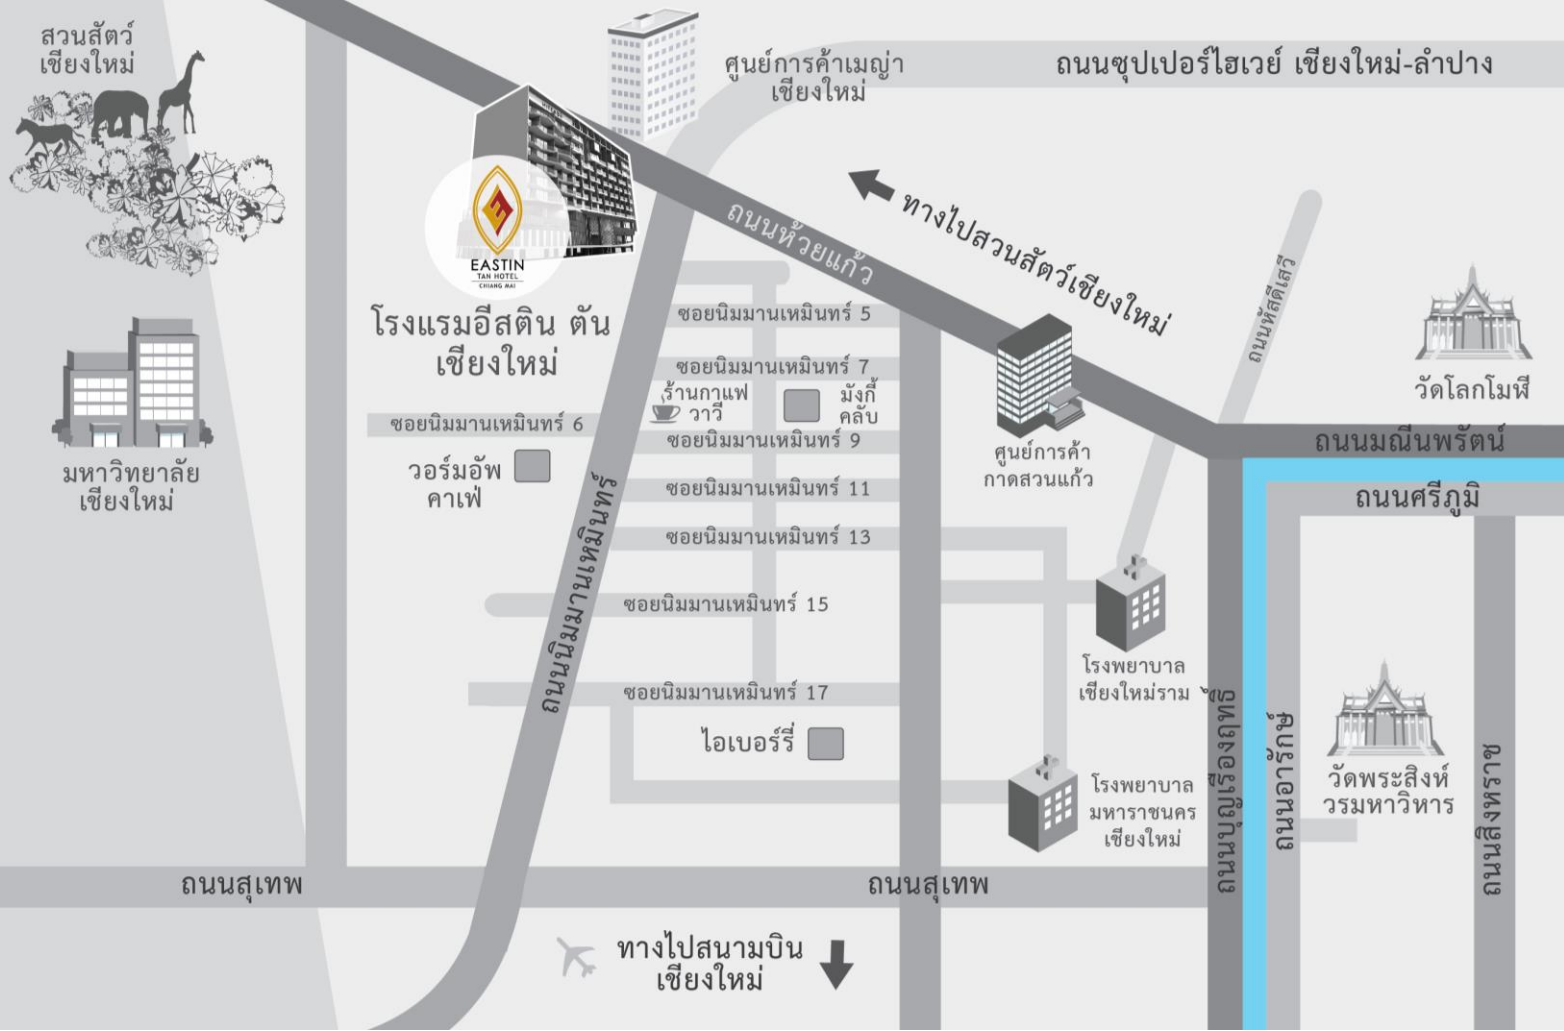 สวนสัตว์
เชียงใหม่
ศูนย์การค้าเมญ่า
เชียงใหม่
ถนนซุปเปอร์ไฮเวย์ เชียงใหม่-ลำปาง
ถนนห้วยแก้ว
ทางไปสวนสัตว์เชียงใหม่
ถนนหัสดิเสวี
EASTIN
TAN HOTEL
CHIANG MAI
โรงแรมอีสติน ตัน
เชียงใหม่
ซอยนิมมานเหมินทร์ 5
ซอยนิมมานเหมินทร์ 7
ร้านกาแฟ
วาวี
มังกี้
คลับ
ซอยนิมมานเหมินทร์ 6
ซอยนิมมานเหมินทร์ 9
วอร์มอัพ
คาเฟ่
ซอยนิมมานเหมินทร์ 11
ซอยนิมมานเหมินทร์ 13
ซอยนิมมานเหมินทร์ 15
ซอยนิมมานเหมินทร์ 17
ไอเบอร์รี่
ถนนนิมมานเหมินทร์
มหาวิทยาลัย
เชียงใหม่
ศูนย์การค้า
กาดสวนแก้ว
วัดโลกโมฬี
ถนนมณีนพรัตน์
ถนนศรีภูมิ
โรงพยาบาล
เชียงใหม่ราม
โรงพยาบาล
มหาราชนคร
เชียงใหม่
ถนนบุญเรืองฤทธิ์
ถนนอารักษ์
วัดพระสิงห์
วรมหาวิหาร
ถนนสิงหราช
ถนนสุเทพ
ถนนสุเทพ
ทางไปสนามบิน
เชียงใหม่